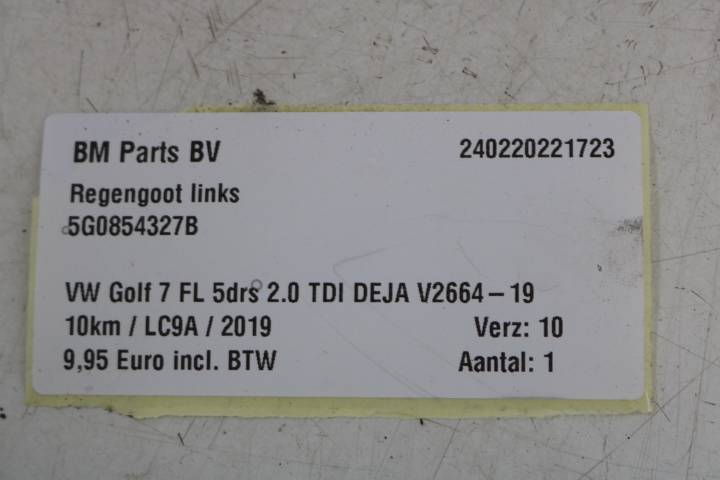 BM Parts BV 240220221723
Regengoot links
5G0854327B
VW Golf 7 FL 5drs 2.0 TDI DEJA V2664-19
10km / LC9A / 2019 Verz: 10
9,95 Euro incl. BTW Aantal: 1